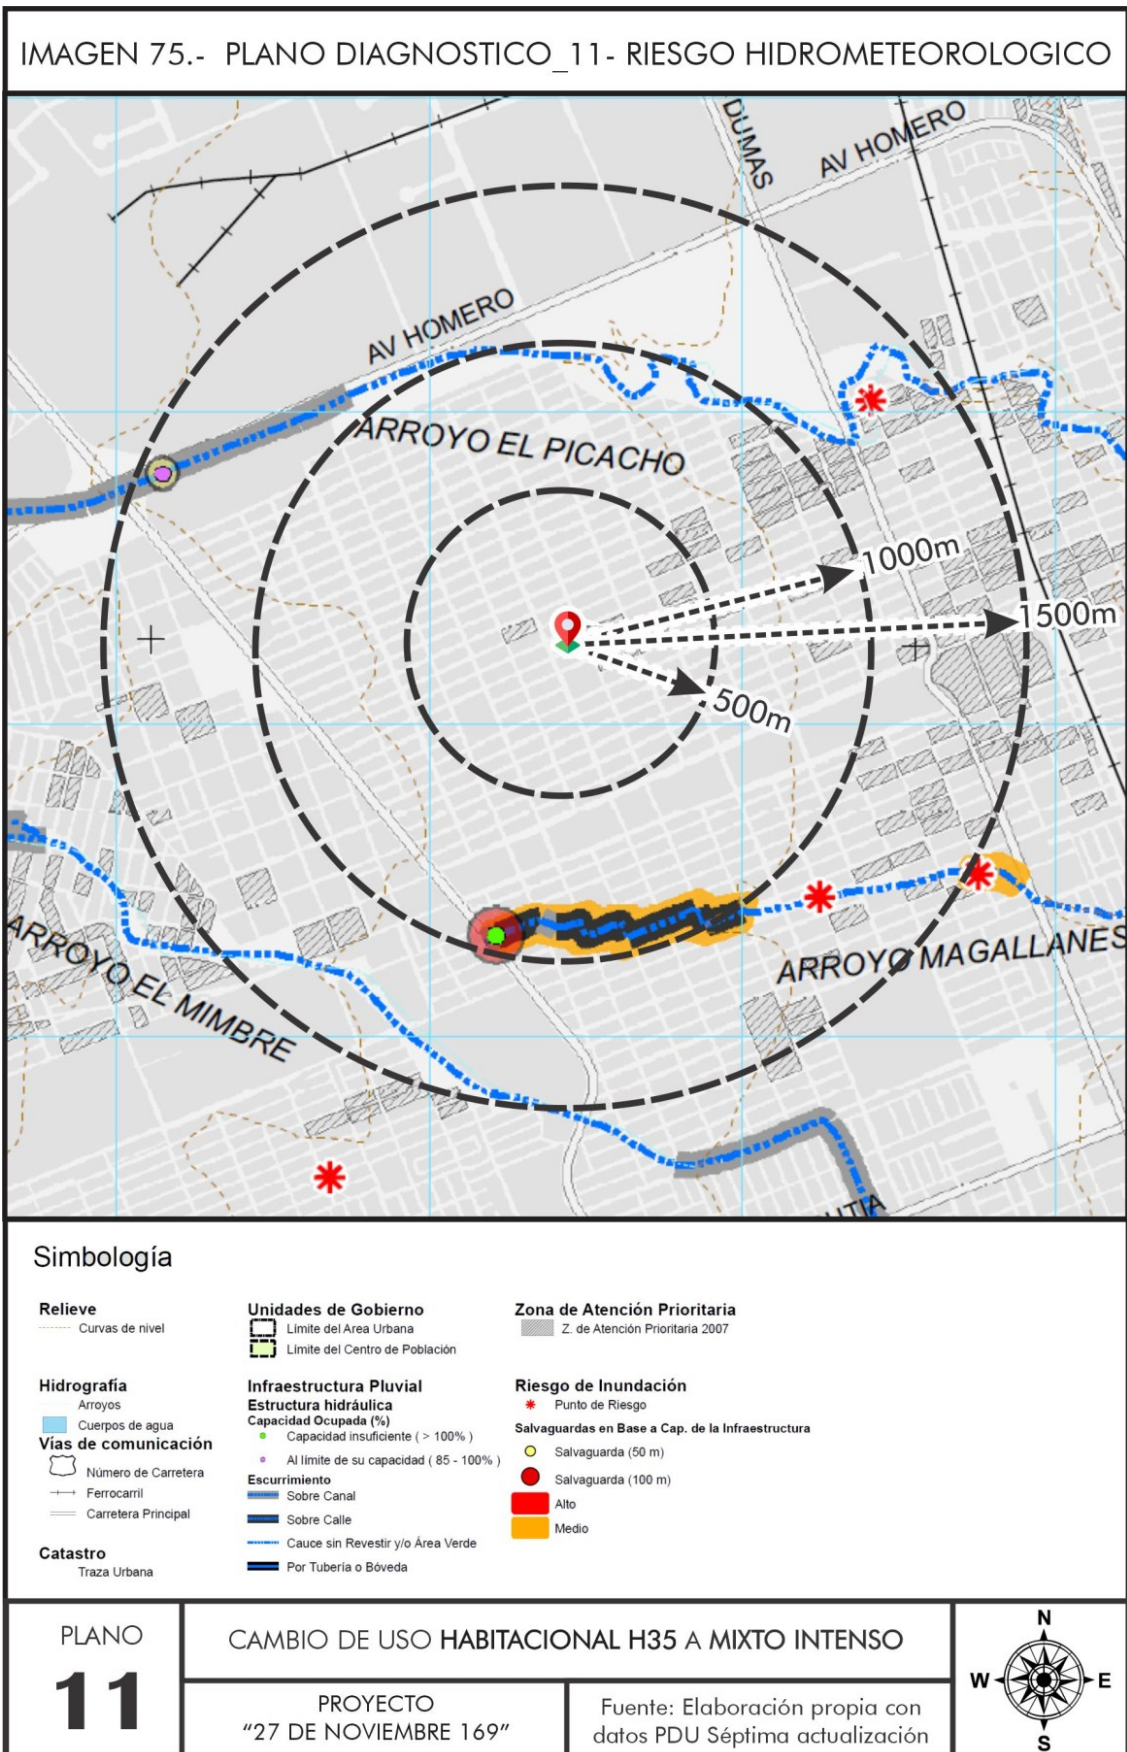 IMAGEN 75.- PLANO DIAGNOSTICO_11- RIESGO HIDROMETEOROLOGICO
DUMAS
AV HOMERO
AV HOMERO
ARROYO EL PICACHO
1000m
1500m
500m
ARROYO MAGALLANES
ARROYO EL MIMBRE
UTIA
Simbología
Relieve
Curvas de nivel
Hidrografía
Arroyos
Cuerpos de agua
Vías de comunicación
Número de Carretera
Ferrocarril
Carretera Principal
Catastro
Traza Urbana
Unidades de Gobierno
Límite del Area Urbana
Límite del Centro de Población
Infraestructura Pluvial
Estructura hidráulica
Capacidad Ocupada (%)
Capacidad insuficiente ( > 100% )
Al límite de su capacidad ( 85 - 100% )
Escurrimiento
Sobre Canal
Sobre Calle
Cauce sin Revestir y/o Área Verde
Por Tubería o Bóveda
Zona de Atención Prioritaria
Z. de Atención Prioritaria 2007
Riesgo de Inundación
Punto de Riesgo
Salvaguardas en Base a Cap. de la Infraestructura
Salvaguarda (50 m)
Salvaguarda (100 m)
Alto
Medio
PLANO
11
CAMBIO DE USO HABITACIONAL H35 A MIXTO INTENSO
PROYECTO
“27 DE NOVIEMBRE 169”
Fuente: Elaboración propia con
datos PDU Séptima actualización
N
W E
S